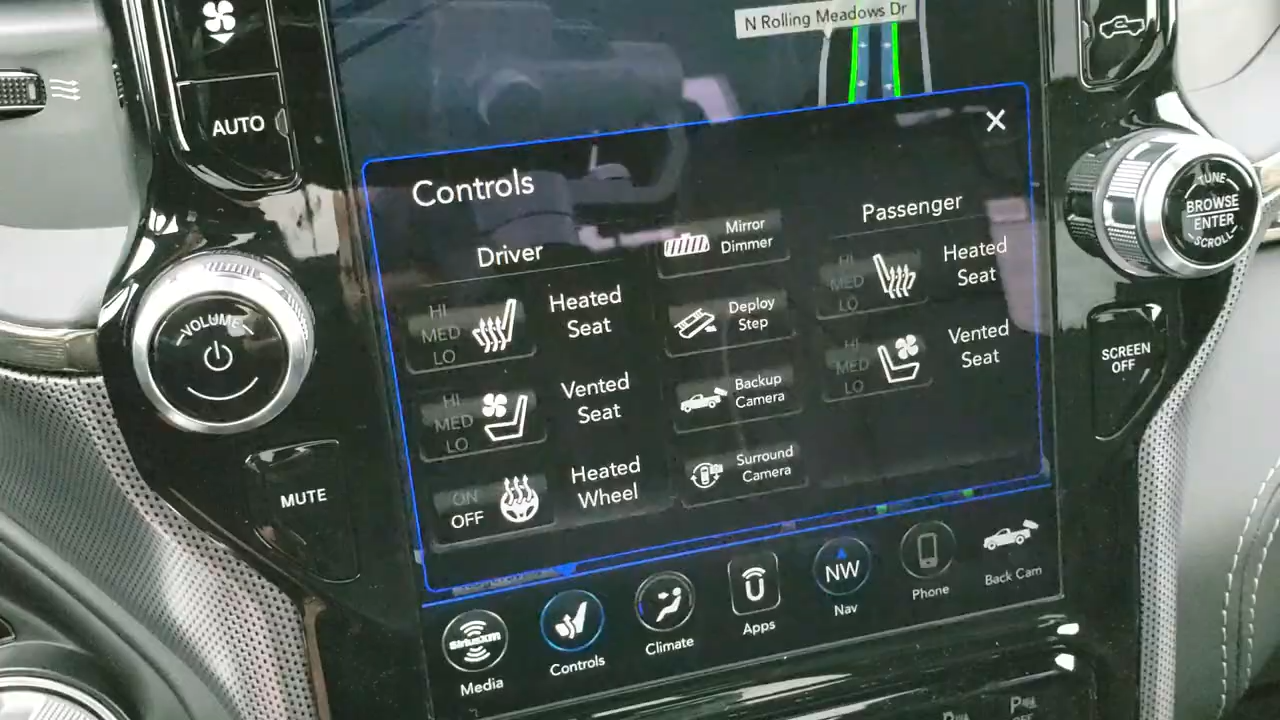 N Rolling Meadows Dr
AUTO
Controls
Driver
HI
MED
LO
Heated
Seat
HI
MED
LO
Vented
Seat
ON
OFF
Heated
Wheel
Mirror
Dimmer
Deploy
Step
Backup
Camera
Surround
Camera
Passenger
HI
MED
LO
Heated
Seat
HI
MED
LO
Vented
Seat
VOLUME
MUTE
TUNE
BROWSE
ENTER
SCROLL
SCREEN
OFF
SiriusXM
Media
Controls
Climate
Apps
NW
Nav
Phone
Back Cam